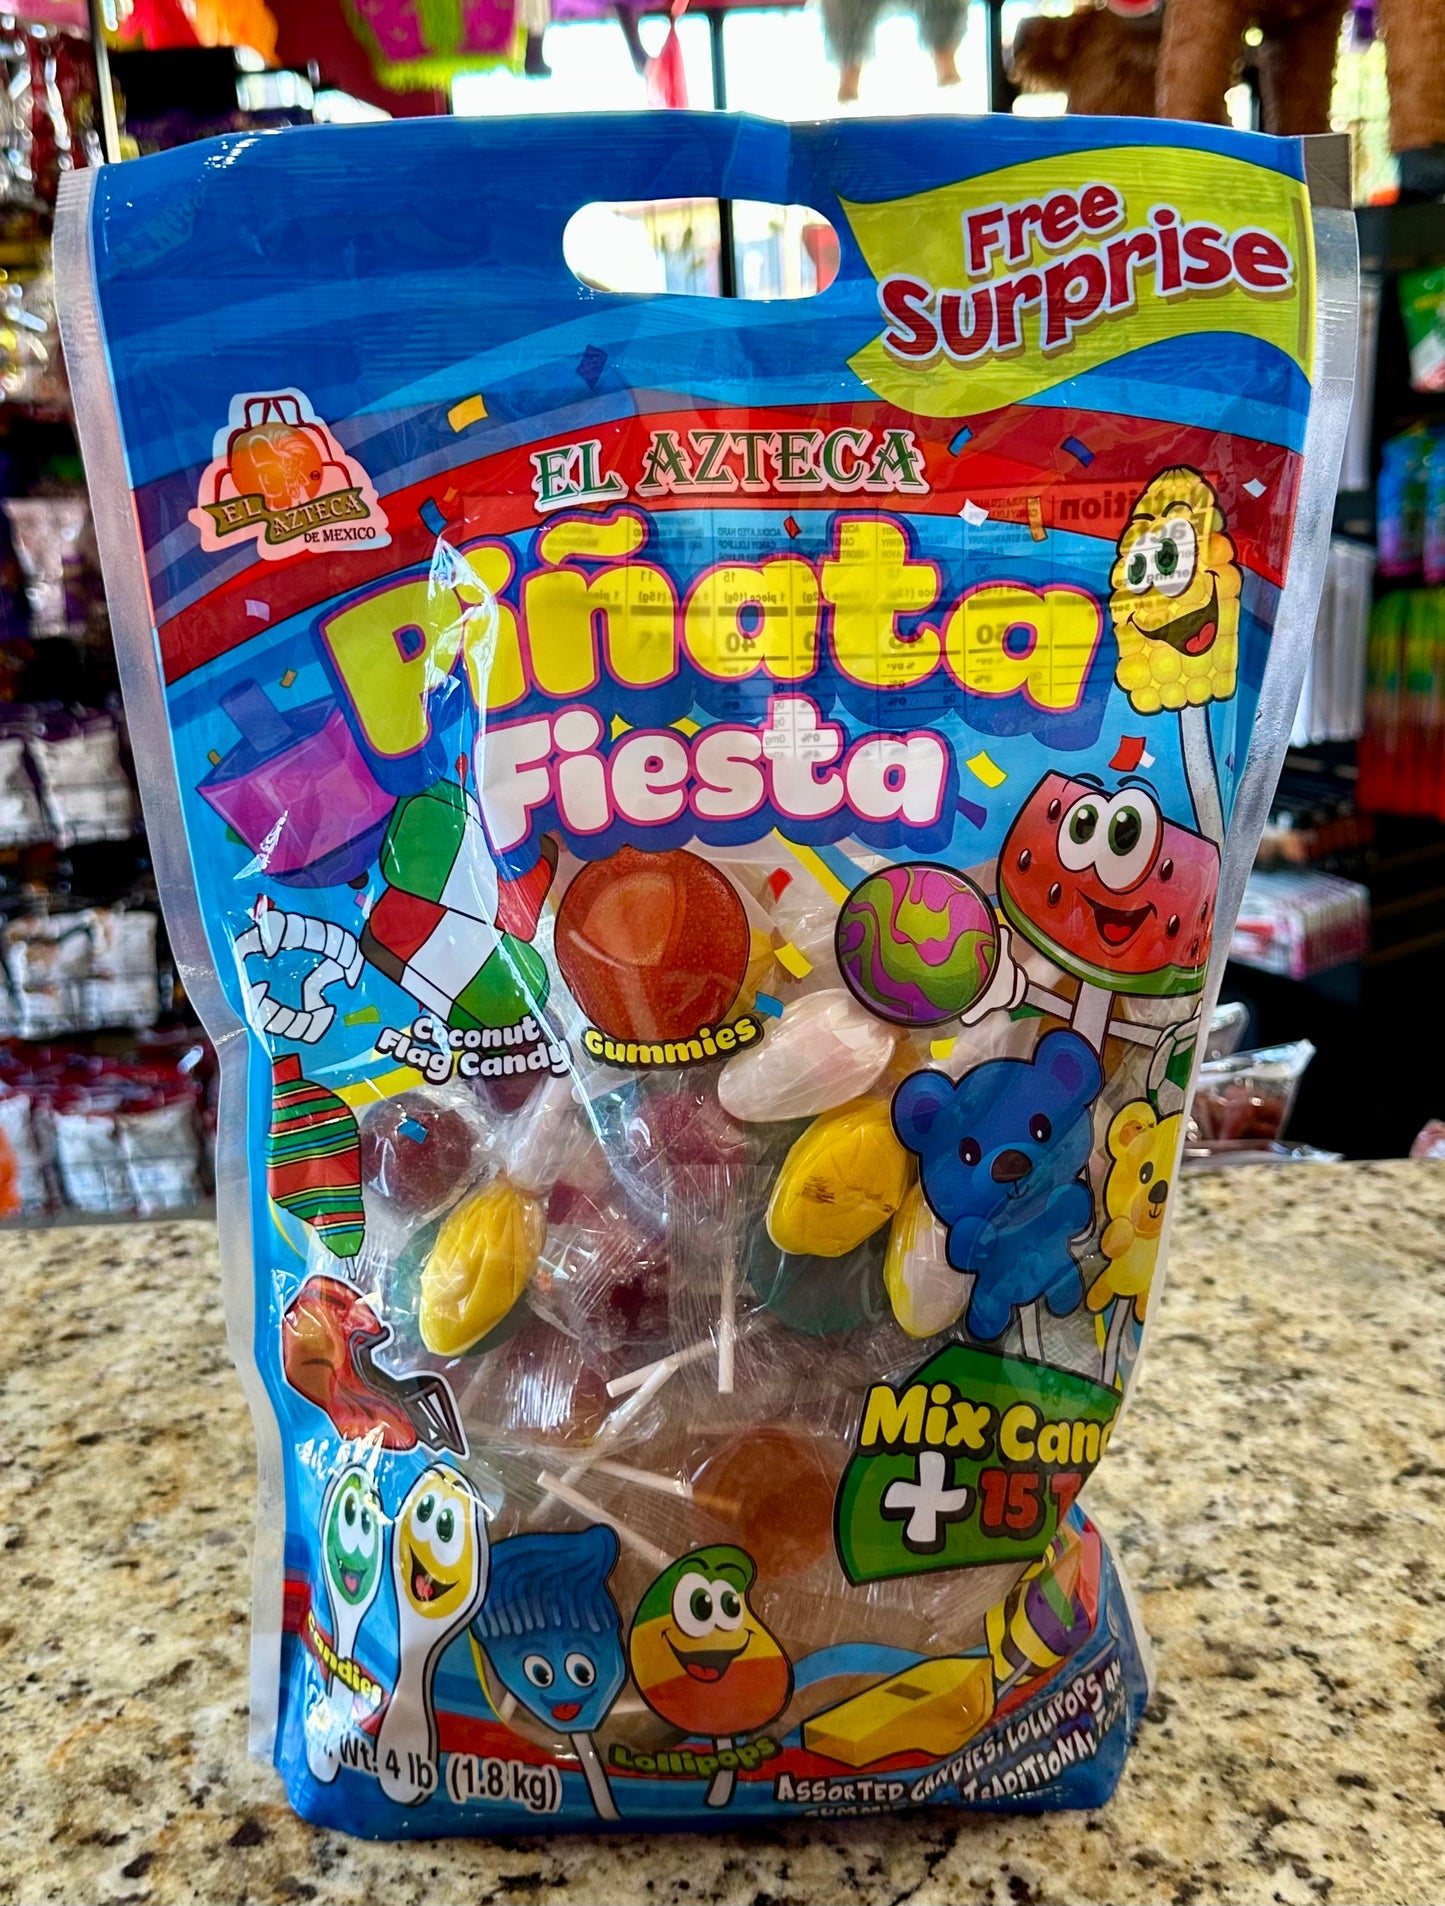 Free
Surprise
EL AZTECA
DE MEXICO
EL AZTECA
Piñata
Fiesta
Coconut
Flag Candy
Gummies
Mix Can
+ 15 T
Candies
Lollipops
Wt. 4 lb (1.8 kg)
ASSORTED CANDIES, LOLLIPOPS AN
TRADITIONAL